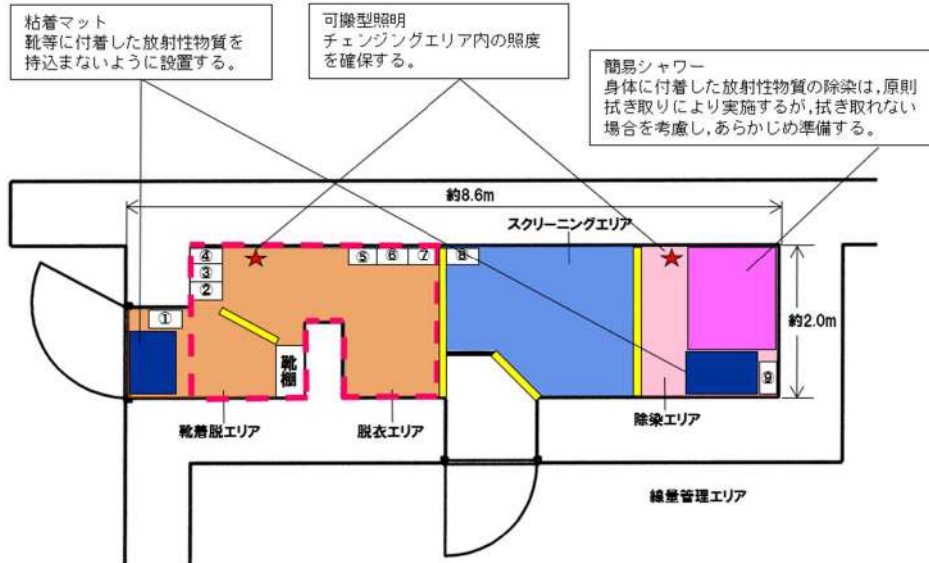 粘着マット
靴等に付着した放射性物質を
持込まないように設置する。
可搬型照明
チェンジングエリア内の照度
を確保する。
簡易シャワー
身体に付着した放射性物質の除染は,原則
拭き取りにより実施するが,拭き取れない
場合を考慮し,あらかじめ準備する。
約8.6m
スクリーニングエリア
④
③
②
①
⑤
⑥
⑦
⑧
約2.0m
靴棚
⑨
靴着脱エリア
脱衣エリア
除染エリア
線量管理エリア